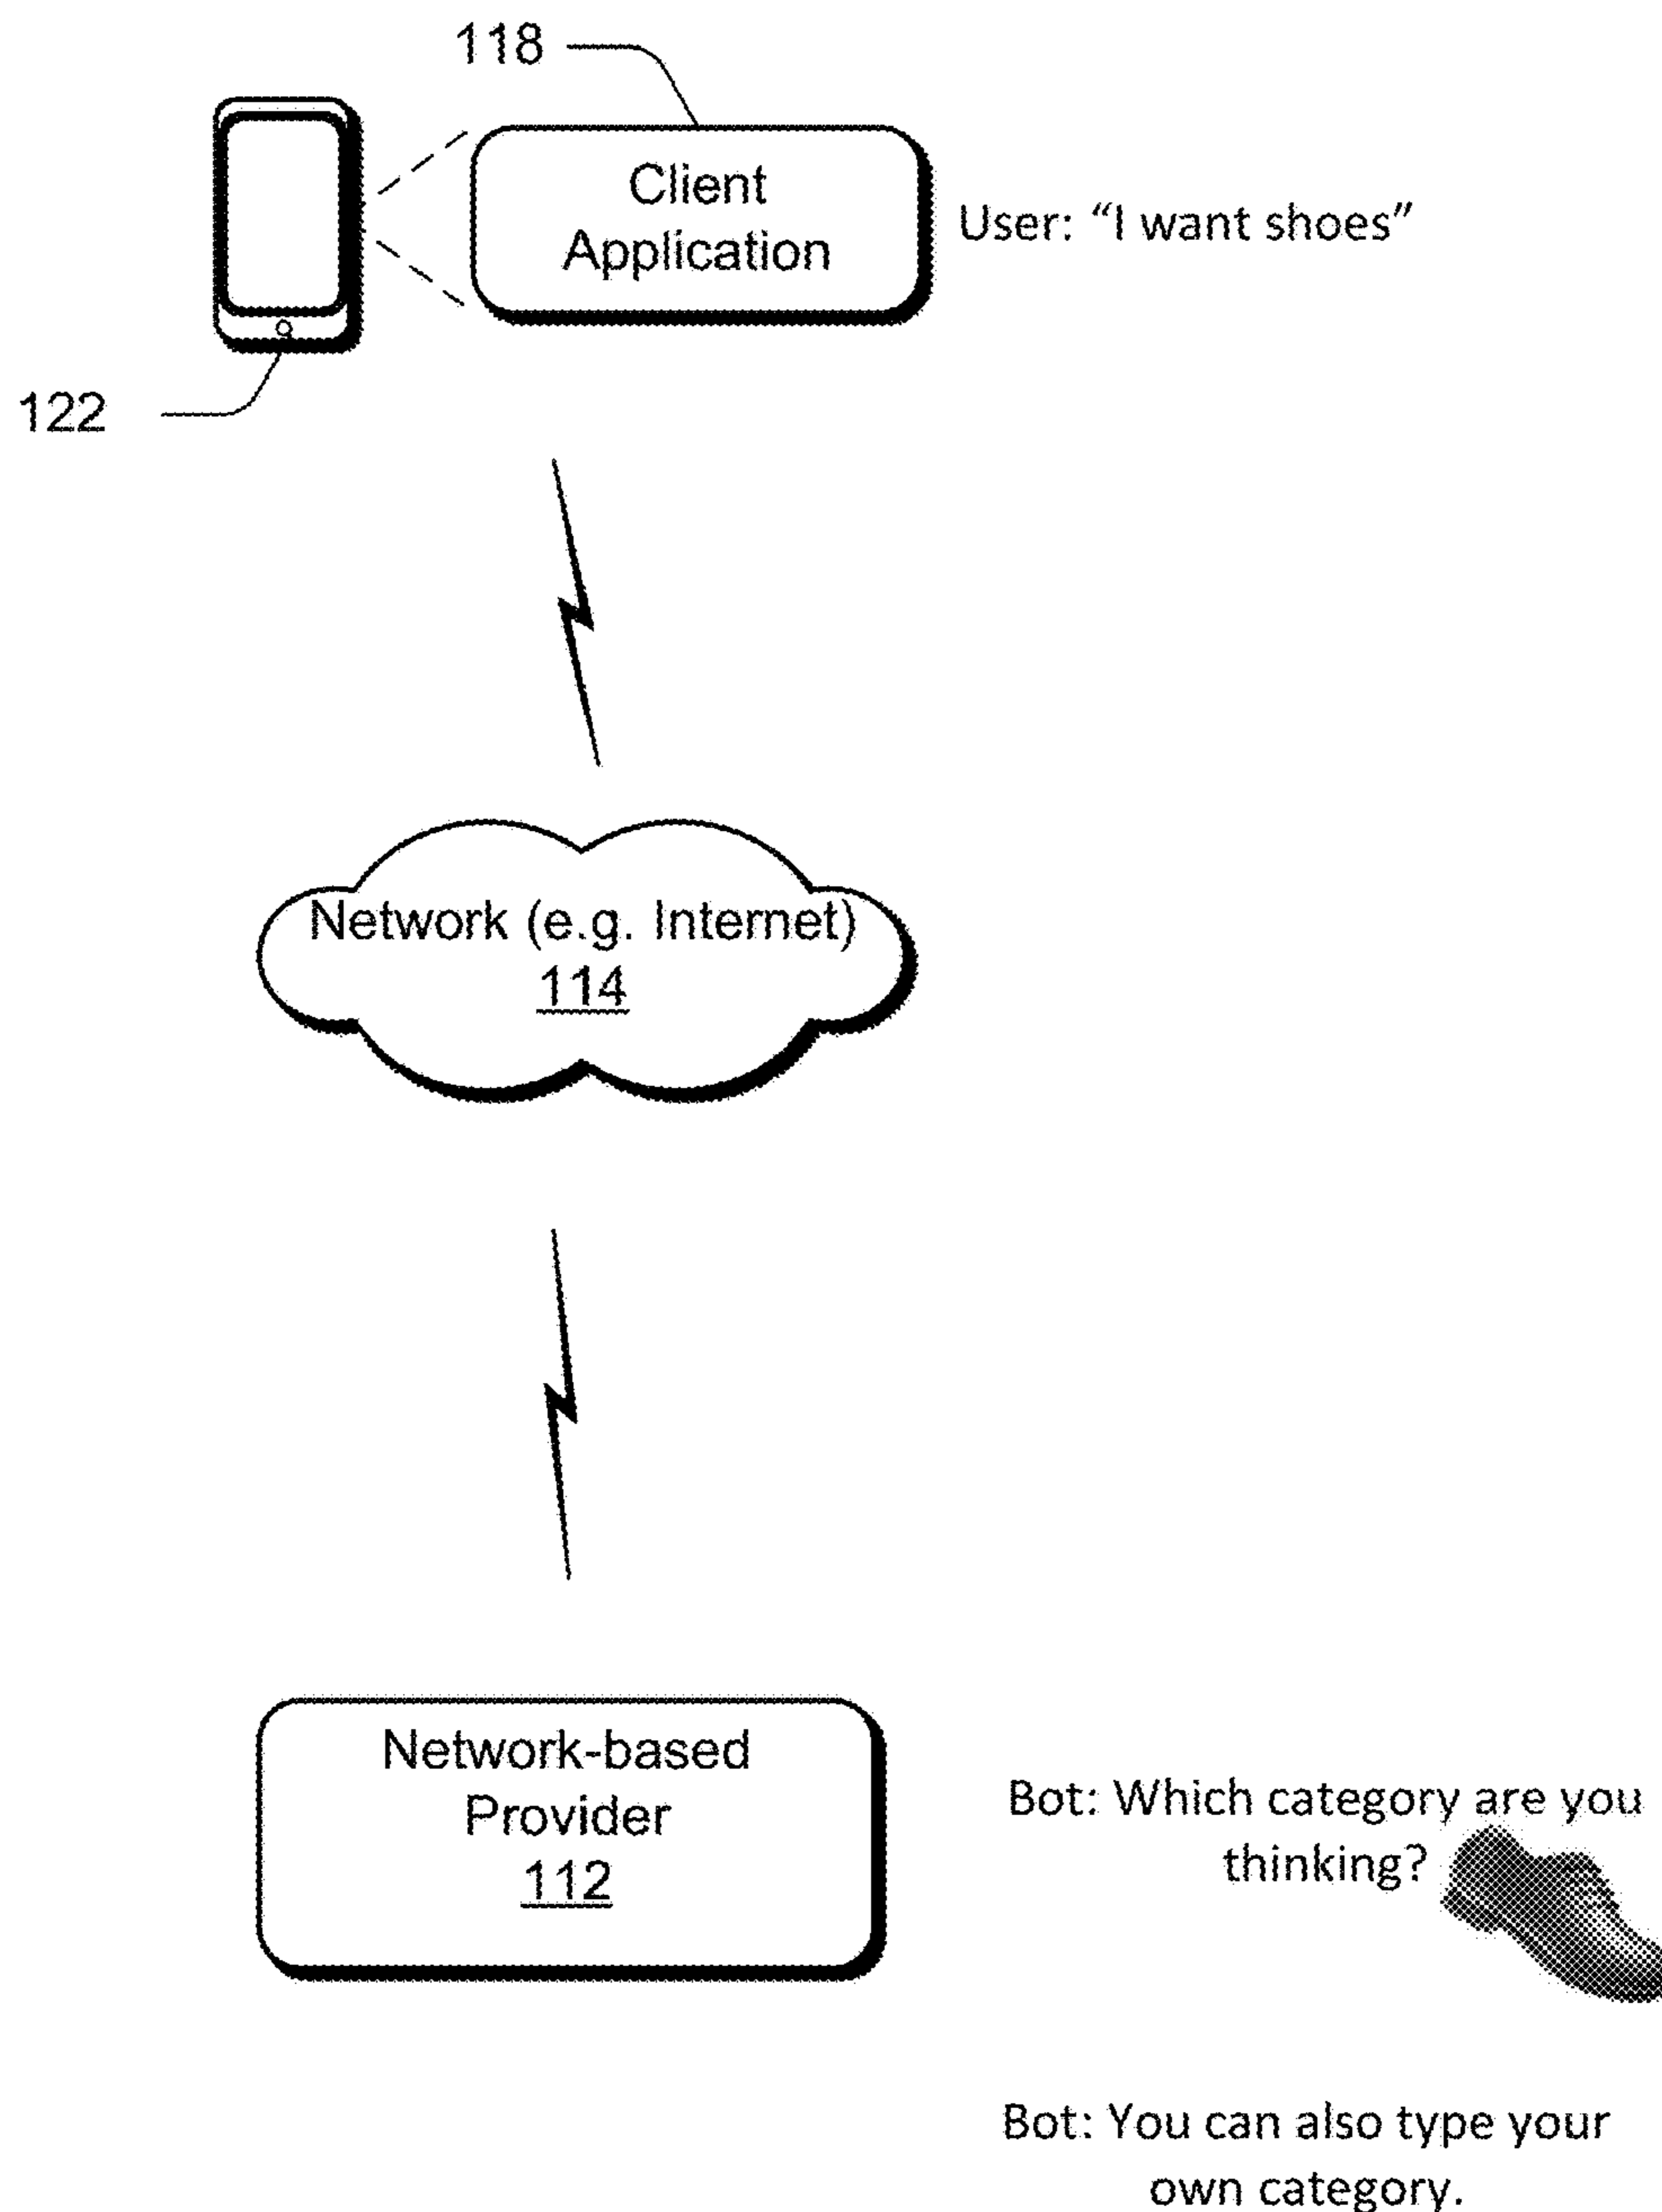 118
Client
Application
User: “I want shoes”
122
Network (e.g. Internet)
114
Network-based
Provider
112
Bot: Which category are you
thinking?
Bot: You can also type your
own category.